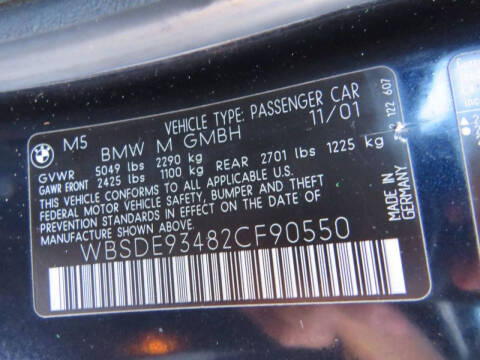 BMW M5 VEHICLE TYPE: PASSENGER CAR
BMW M GMBH 11/01
GVWR 5049 lbs 2290 kg
GAWR FRONT 2425 lbs 1100 kg REAR 2701 lbs 1225 kg
THIS VEHICLE CONFORMS TO ALL APPLICABLE U.S.
FEDERAL MOTOR VEHICLE SAFETY, BUMPER AND THEFT
PREVENTION STANDARDS IN EFFECT ON THE DATE OF
MANUFACTURE SHOWN ABOVE.
WBSDE93482CF90550
MADE IN
GERMANY
2 122 607